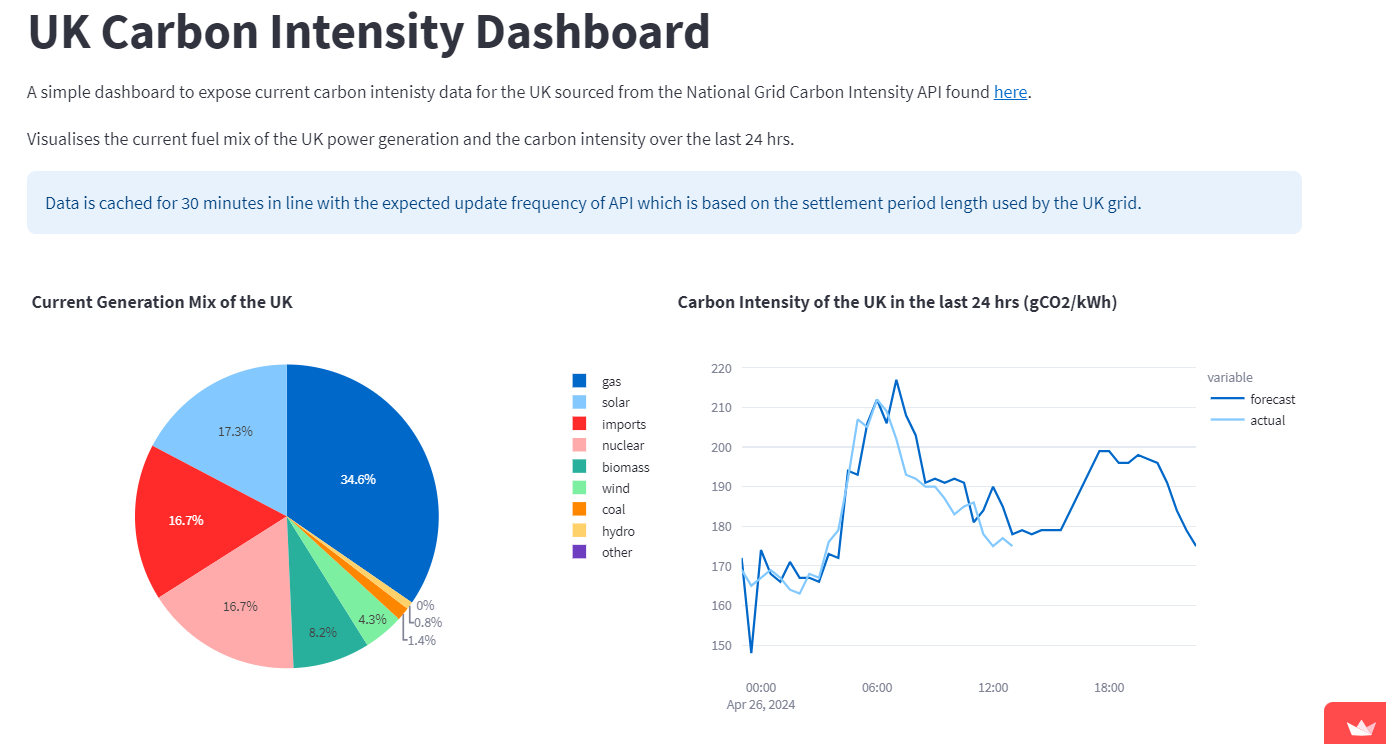 UK Carbon Intensity Dashboard
A simple dashboard to expose current carbon intenisty data for the UK sourced from the National Grid Carbon Intensity API found here.
Visualises the current fuel mix of the UK power generation and the carbon intensity over the last 24 hrs.
Data is cached for 30 minutes in line with the expected update frequency of API which is based on the settlement period length used by the UK grid.
Current Generation Mix of the UK
17.3%
34.6%
16.7%
16.7%
8.2%
4.3%
0%
0.8%
1.4%
gas
solar
imports
nuclear
biomass
wind
coal
hydro
other
Carbon Intensity of the UK in the last 24 hrs (gCO2/kWh)
220
210
200
190
180
170
160
150
00:00
Apr 26, 2024
06:00
12:00
18:00
variable
forecast
actual